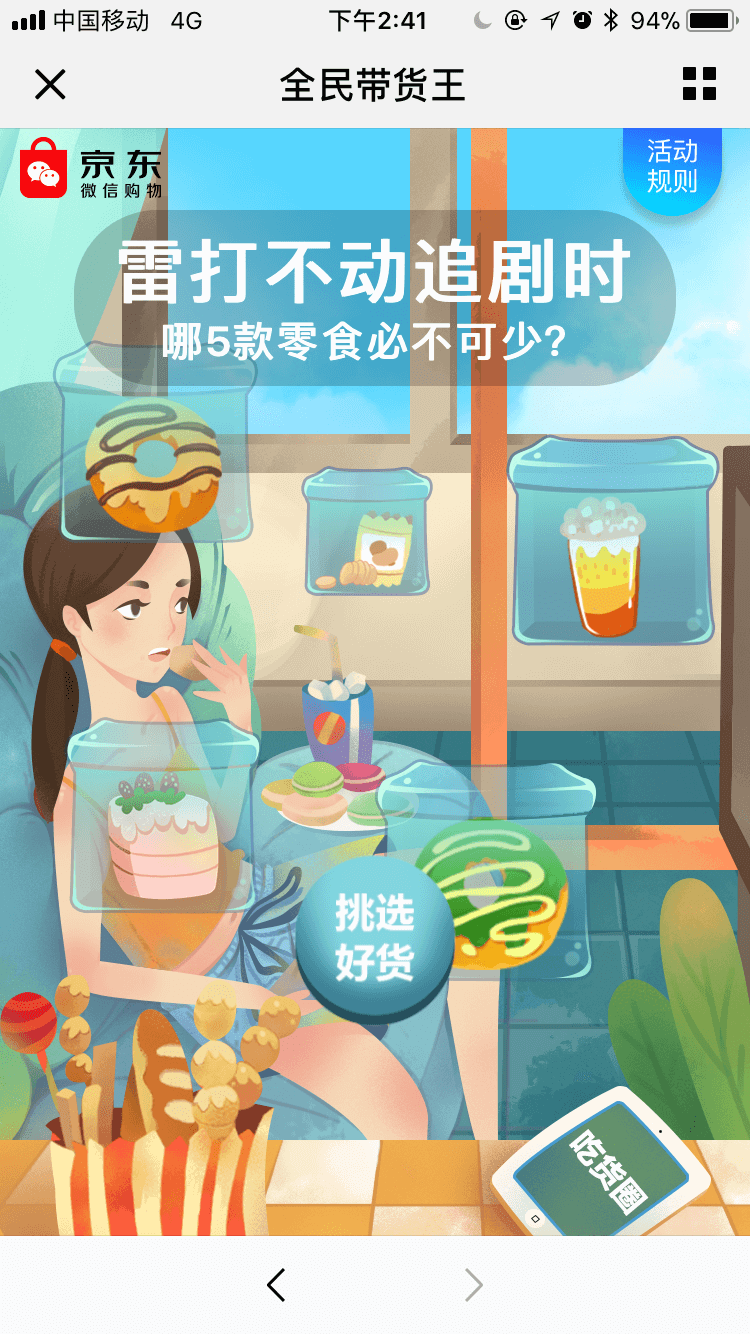 中国移动 4G 下午2:41 94%
全民带货王
京东
微信购物
活动
规则
雷打不动追剧时
哪5款零食必不可少?
挑选
好货
吃货圈